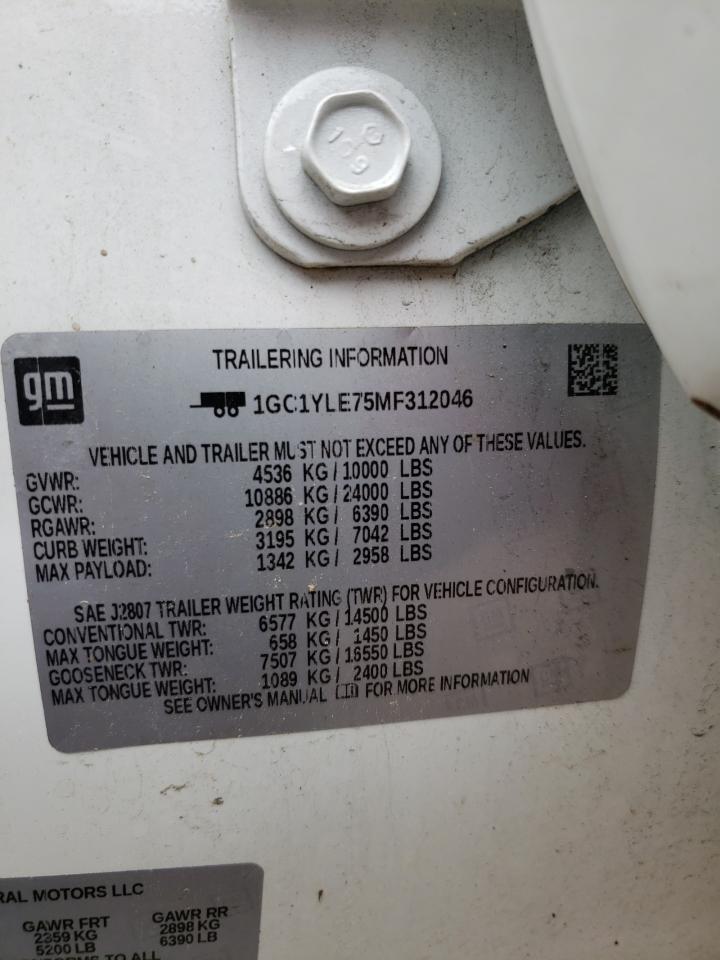 109
gm
TRAILERING INFORMATION
1GC1YLE75MF312046
VEHICLE AND TRAILER MUST NOT EXCEED ANY OF THESE VALUES.
GVWR: 4536 KG / 10000 LBS
GCWR: 10886 KG / 24000 LBS
RGAWR: 2898 KG / 6390 LBS
CURB WEIGHT: 3195 KG / 7042 LBS
MAX PAYLOAD: 1342 KG / 2958 LBS
SAE J2807 TRAILER WEIGHT RATING (TWR) FOR VEHICLE CONFIGURATION.
CONVENTIONAL TWR: 6577 KG / 14500 LBS
MAX TONGUE WEIGHT: 658 KG / 1450 LBS
GOOSENECK TWR: 7507 KG / 16550 LBS
MAX TONGUE WEIGHT: 1089 KG / 2400 LBS
SEE OWNER'S MANUAL FOR MORE INFORMATION
RAL MOTORS LLC
GAWR FRT GAWR RR
2359 KG 2898 KG
5200 LB 6390 LB
TO ALL